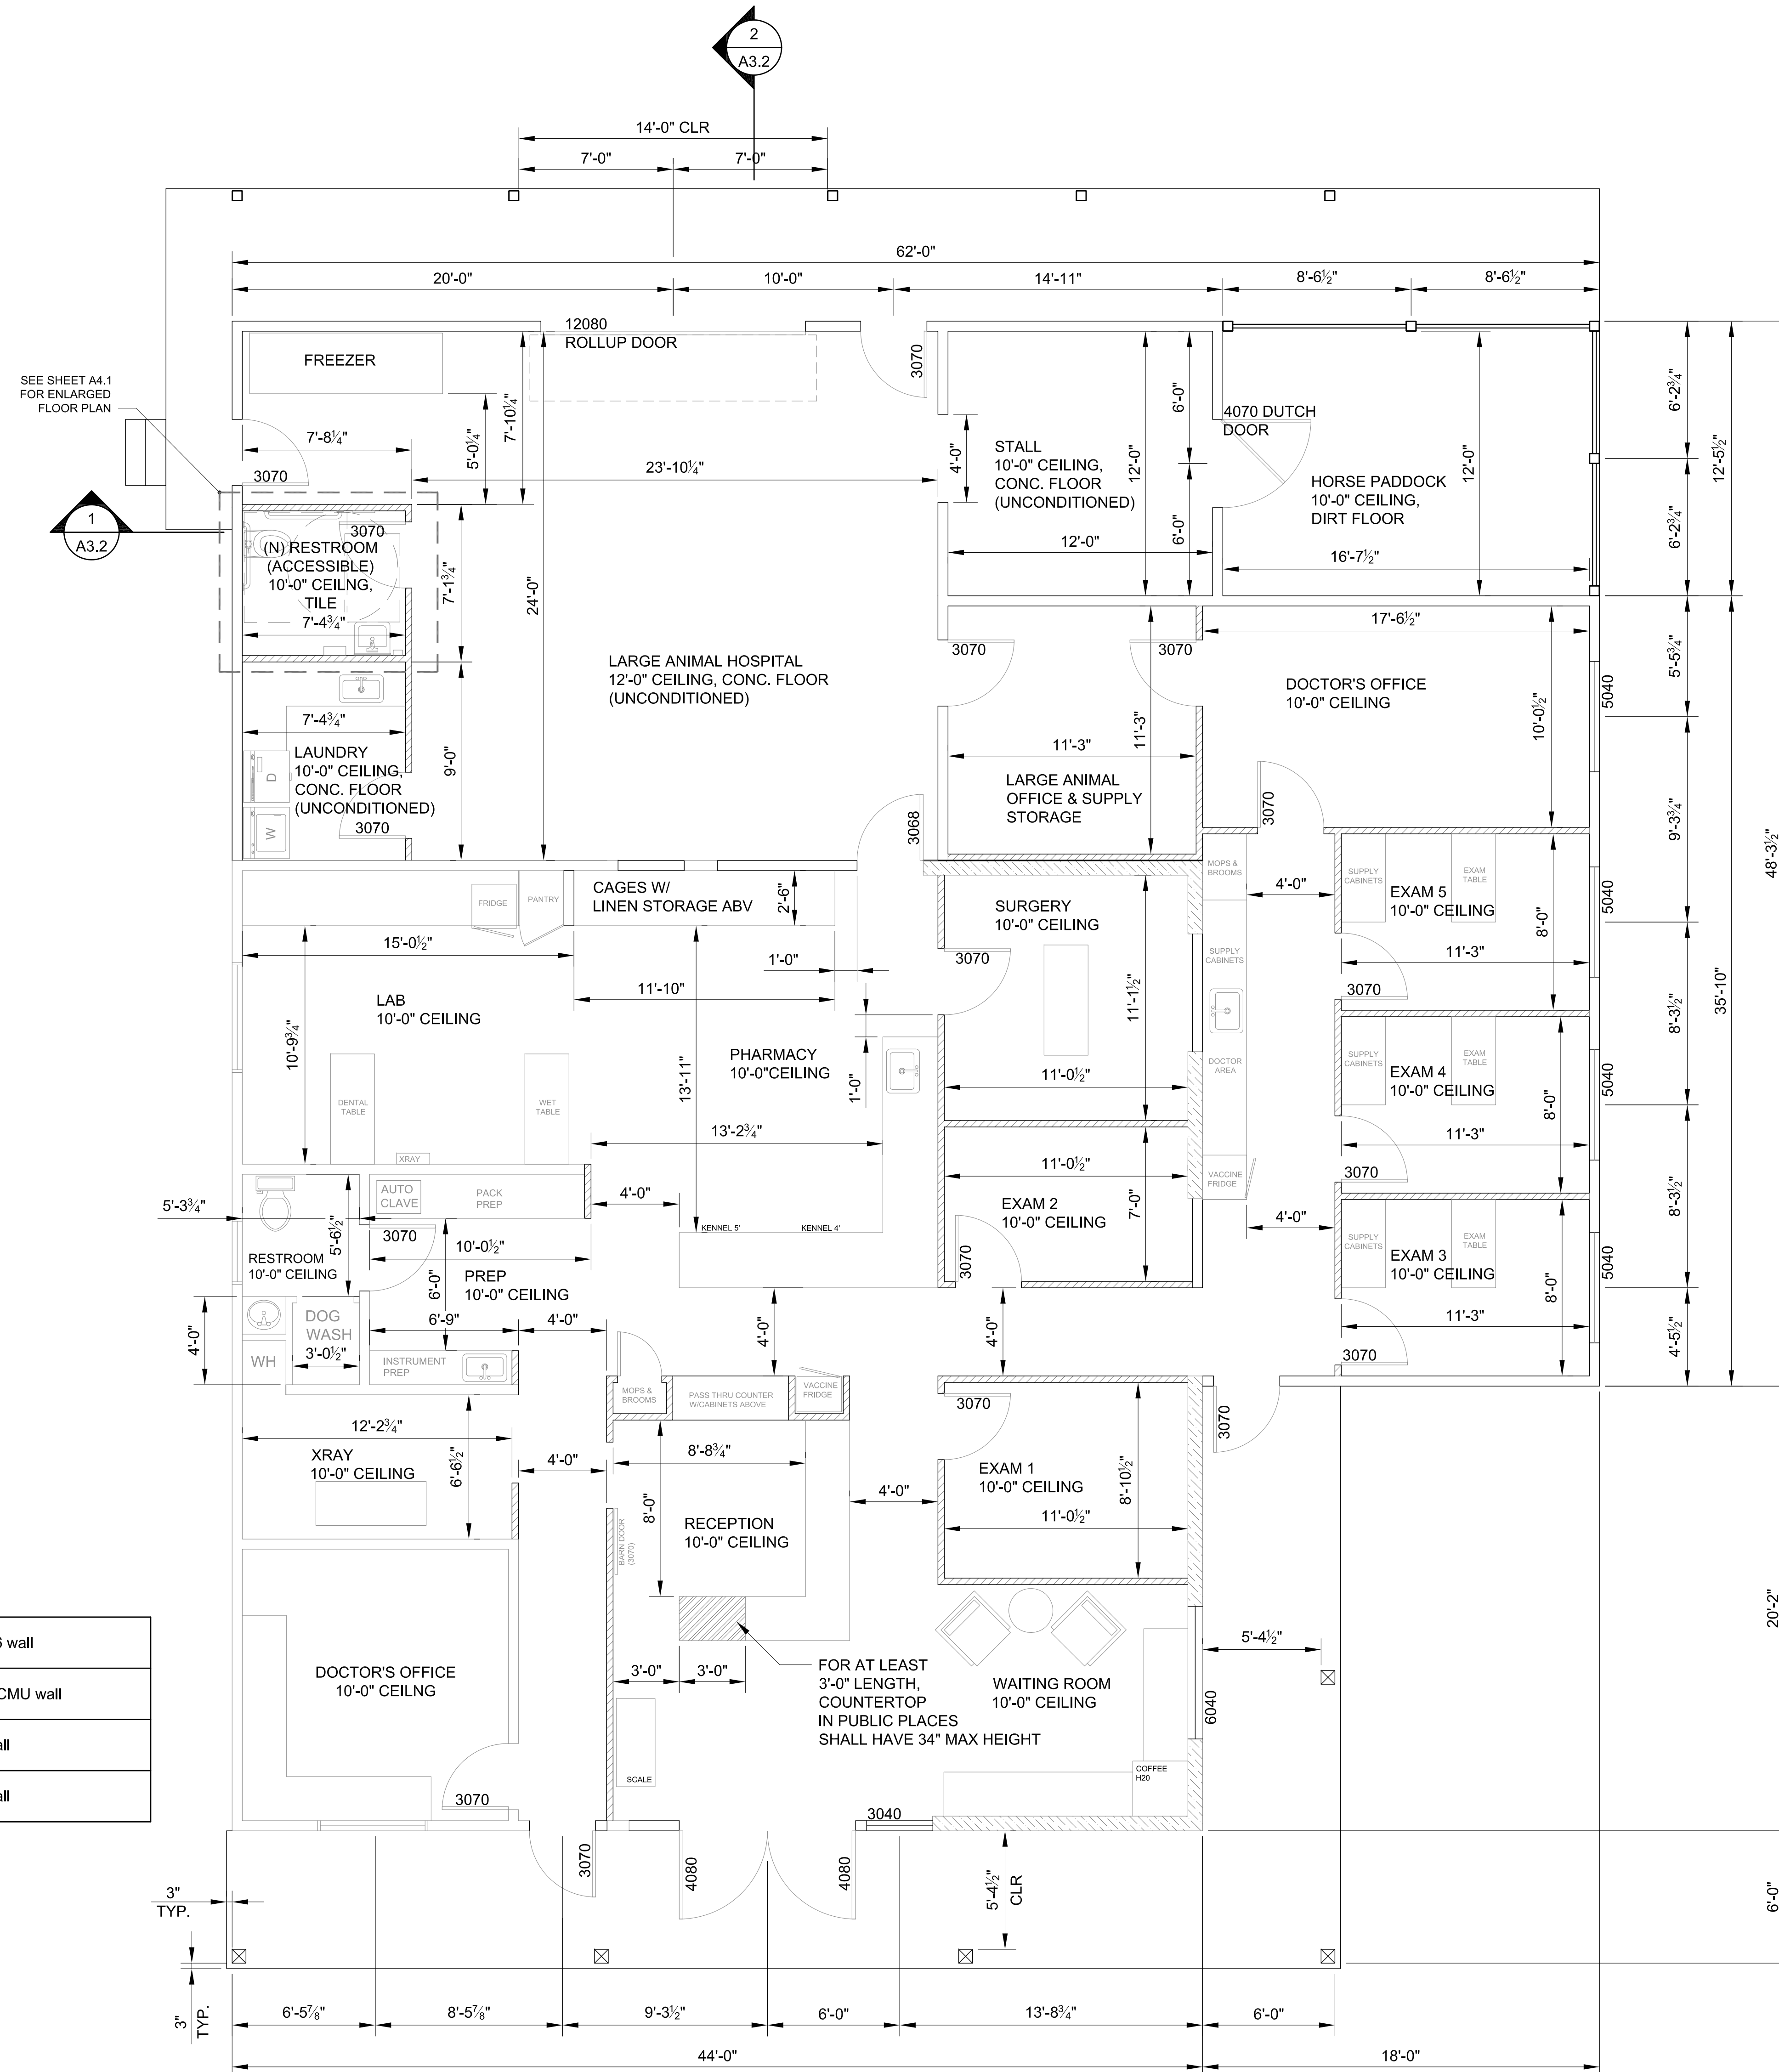 2
A3.2
14'-0" CLR
7'-0"
7'-0"
62'-0"
20'-0"
10'-0"
14'-11"
8'-6½"
8'-6½"
12080
ROLLUP DOOR
FREEZER
3070
SEE SHEET A4.1
FOR ENLARGED
FLOOR PLAN
7'-8¼"
5'-0¼"
7'-10¼"
3070
23'-10¼"
4'-0"
STALL
10'-0" CEILING,
CONC. FLOOR
(UNCONDITIONED)
12'-0"
12'-0"
6'-0"
6'-0"
4070 DUTCH
DOOR
HORSE PADDOCK
10'-0" CEILING,
DIRT FLOOR
12'-0"
16'-7½"
6'-2¾"
6'-2¾"
12'-5½"
1
A3.2
3070
(N) RESTROOM
(ACCESSIBLE)
10'-0" CEILNG,
TILE
7'-4¾"
7'-1¾"
24'-0"
LARGE ANIMAL HOSPITAL
12'-0" CEILING, CONC. FLOOR
(UNCONDITIONED)
3070
3070
17'-6½"
DOCTOR'S OFFICE
10'-0" CEILING
10'-0½"
5'-5¾"
5040
48'-3½"
7'-4¾"
LAUNDRY
10'-0" CEILING,
CONC. FLOOR
(UNCONDITIONED)
D
W
3070
9'-0"
11'-3"
11'-3"
LARGE ANIMAL
OFFICE & SUPPLY
STORAGE
3068
3070
9'-3¾"
FRIDGE
PANTRY
CAGES W/
LINEN STORAGE ABV
2'-6"
15'-0½"
1'-0"
11'-10"
LAB
10'-0" CEILING
10'-9¾"
DENTAL
TABLE
WET
TABLE
XRAY
PHARMACY
10'-0"CEILING
13'-11"
1'-0"
13'-2¾"
SURGERY
10'-0" CEILING
3070
11'-1½"
11'-0½"
MOPS &
BROOMS
SUPPLY
CABINETS
DOCTOR
AREA
VACCINE
FRIDGE
4'-0"
SUPPLY
CABINETS
EXAM
TABLE
EXAM 5
10'-0" CEILING
8'-0"
11'-3"
3070
5040
8'-3½"
35'-10"
SUPPLY
CABINETS
EXAM
TABLE
EXAM 4
10'-0" CEILING
8'-0"
11'-3"
3070
5040
8'-3½"
11'-0½"
EXAM 2
10'-0" CEILING
7'-0"
3070
4'-0"
SUPPLY
CABINETS
EXAM
TABLE
EXAM 3
10'-0" CEILING
8'-0"
11'-3"
3070
5040
4'-5½"
5'-3¾"
AUTO
CLAVE
PACK
PREP
4'-0"
KENNEL 5'
KENNEL 4'
5'-6½"
3070
10'-0½"
RESTROOM
10'-0" CEILING
6'-0"
PREP
10'-0" CEILING
DOG
WASH
3'-0½"
WH
4'-0"
6'-9"
4'-0"
INSTRUMENT
PREP
4'-0"
4'-0"
MOPS &
BROOMS
PASS THRU COUNTER
W/CABINETS ABOVE
VACCINE
FRIDGE
3070
3070
12'-2¾"
XRAY
10'-0" CEILING
6'-6½"
4'-0"
8'-8¾"
8'-0"
RECEPTION
10'-0" CEILING
BARN DOOR
(3070)
4'-0"
EXAM 1
10'-0" CEILING
8'-10½"
11'-0½"
20'-2"
6 wall
CMU wall
all
all
DOCTOR'S OFFICE
10'-0" CEILNG
3070
3'-0"
3'-0"
FOR AT LEAST
3'-0" LENGTH,
COUNTERTOP
IN PUBLIC PLACES
SHALL HAVE 34" MAX HEIGHT
SCALE
WAITING ROOM
10'-0" CEILING
5'-4½"
6040
COFFEE
H20
3040
3070
4080
4080
5'-4½"
CLR
6'-0"
3"
TYP.
3"
TYP.
6'-5⅞"
8'-5⅞"
9'-3½"
6'-0"
13'-8¾"
6'-0"
44'-0"
18'-0"